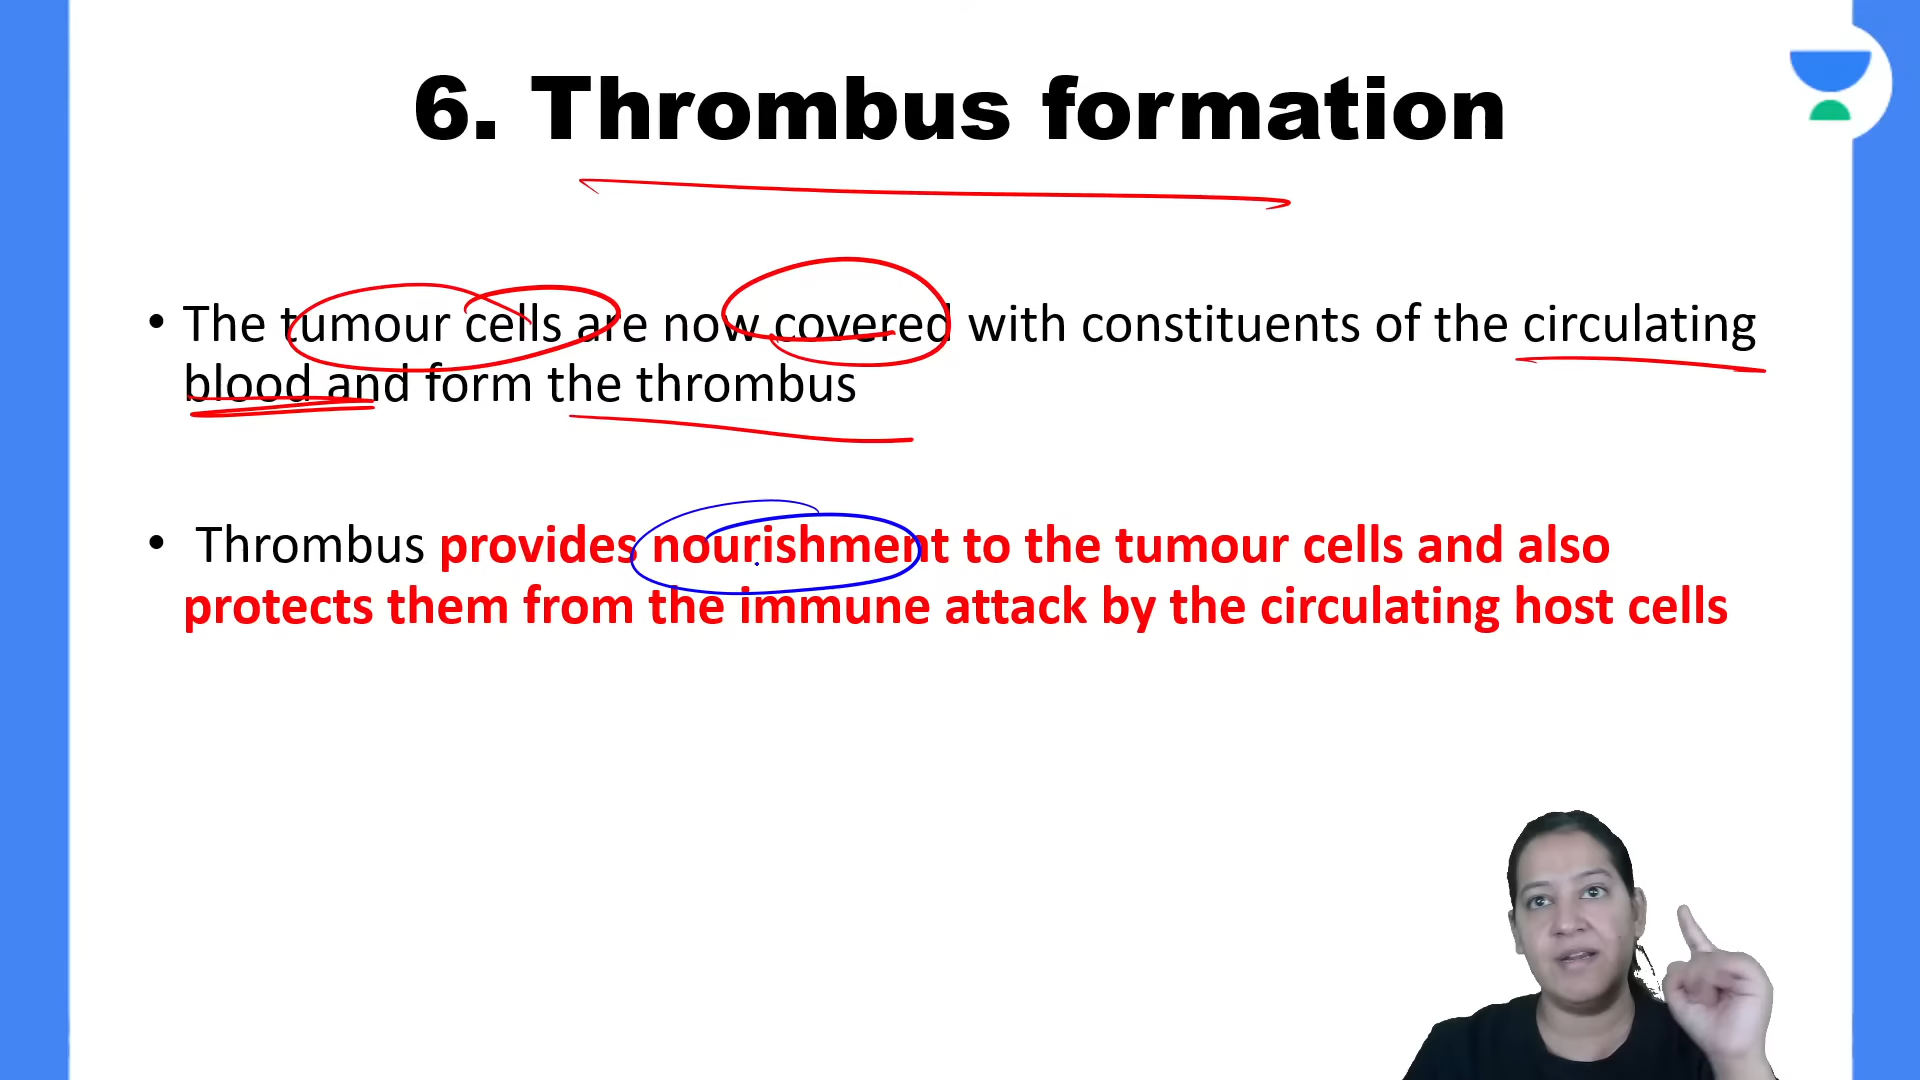 6. Thrombus formation
• The tumour cells are now covered with constituents of the circulating
blood and form the thrombus
• Thrombus provides nourishment to the tumour cells and also
protects them from the immune attack by the circulating host cells